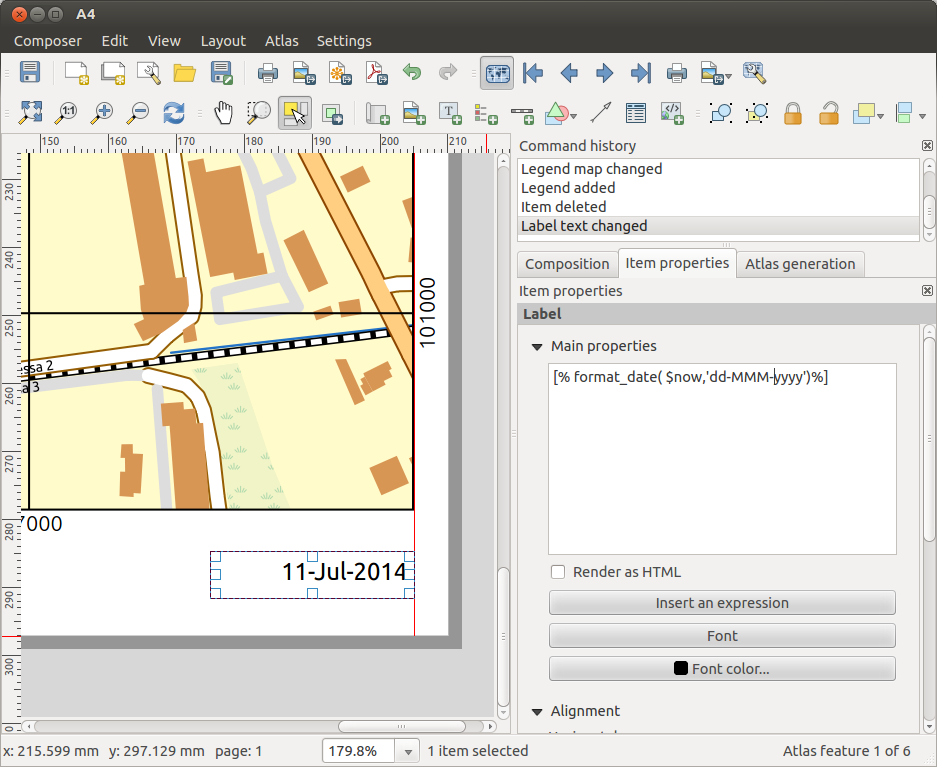 A4
Composer Edit View Layout Atlas Settings
1:1
150 160 170 180 190 200 210
230
240
250
260
270
280
290
300
0
ssa 2
a 3
101000
7000
11-Jul-2014
Command history
Legend map changed
Legend added
Item deleted
Label text changed
Composition Item properties Atlas generation
Item properties
Label
Main properties
[% format_date( $now,'dd-MMM-yyyy')%]
Render as HTML
Insert an expression
Font
Font color...
Alignment
x: 215.599 mm y: 297.129 mm page: 1 179.8% 1 item selected Atlas feature 1 of 6